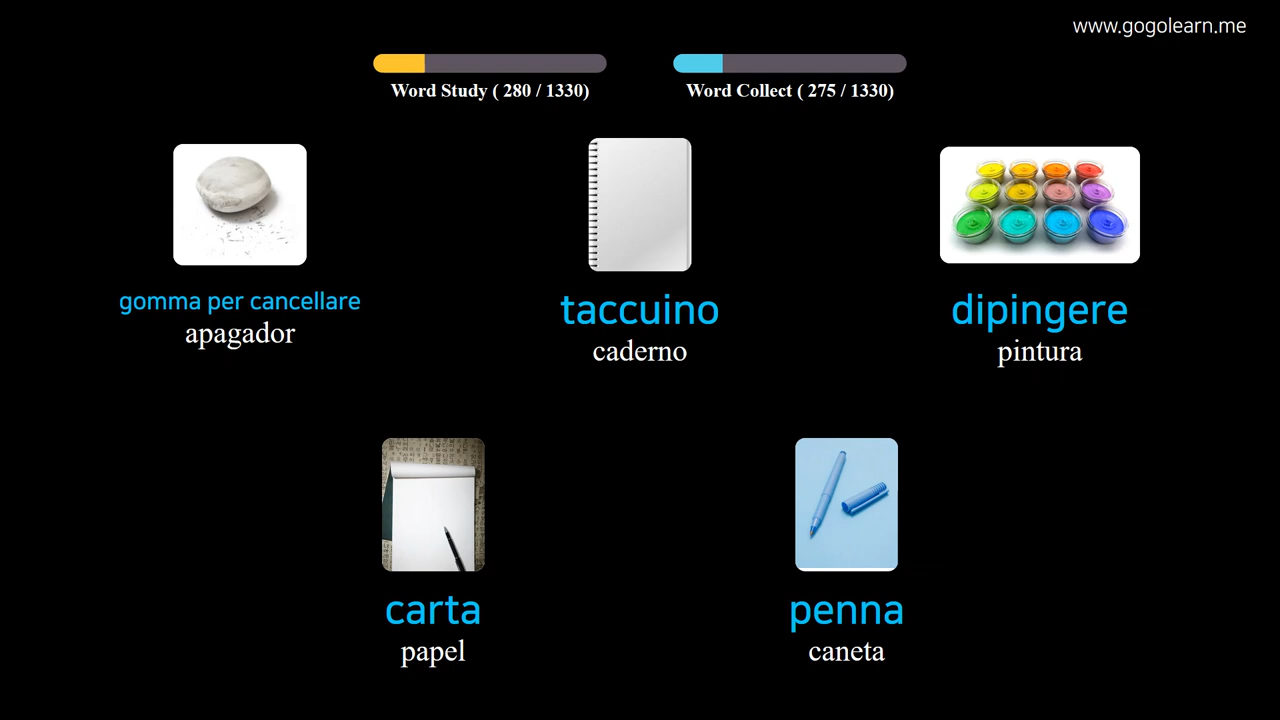 www.gogolearn.me
Word Study ( 280 / 1330)
Word Collect ( 275 / 1330)
gomma per cancellare
apagador
taccuino
caderno
dipingere
pintura
carta
papel
penna
caneta